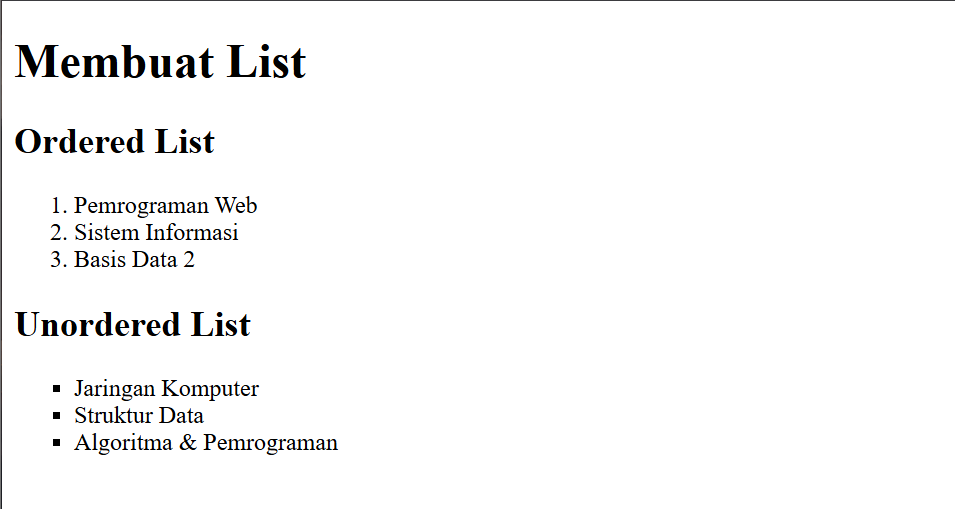 Membuat List
Ordered List
1. Pemrograman Web
2. Sistem Informasi
3. Basis Data 2
Unordered List
▪ Jaringan Komputer
▪ Struktur Data
▪ Algoritma & Pemrograman